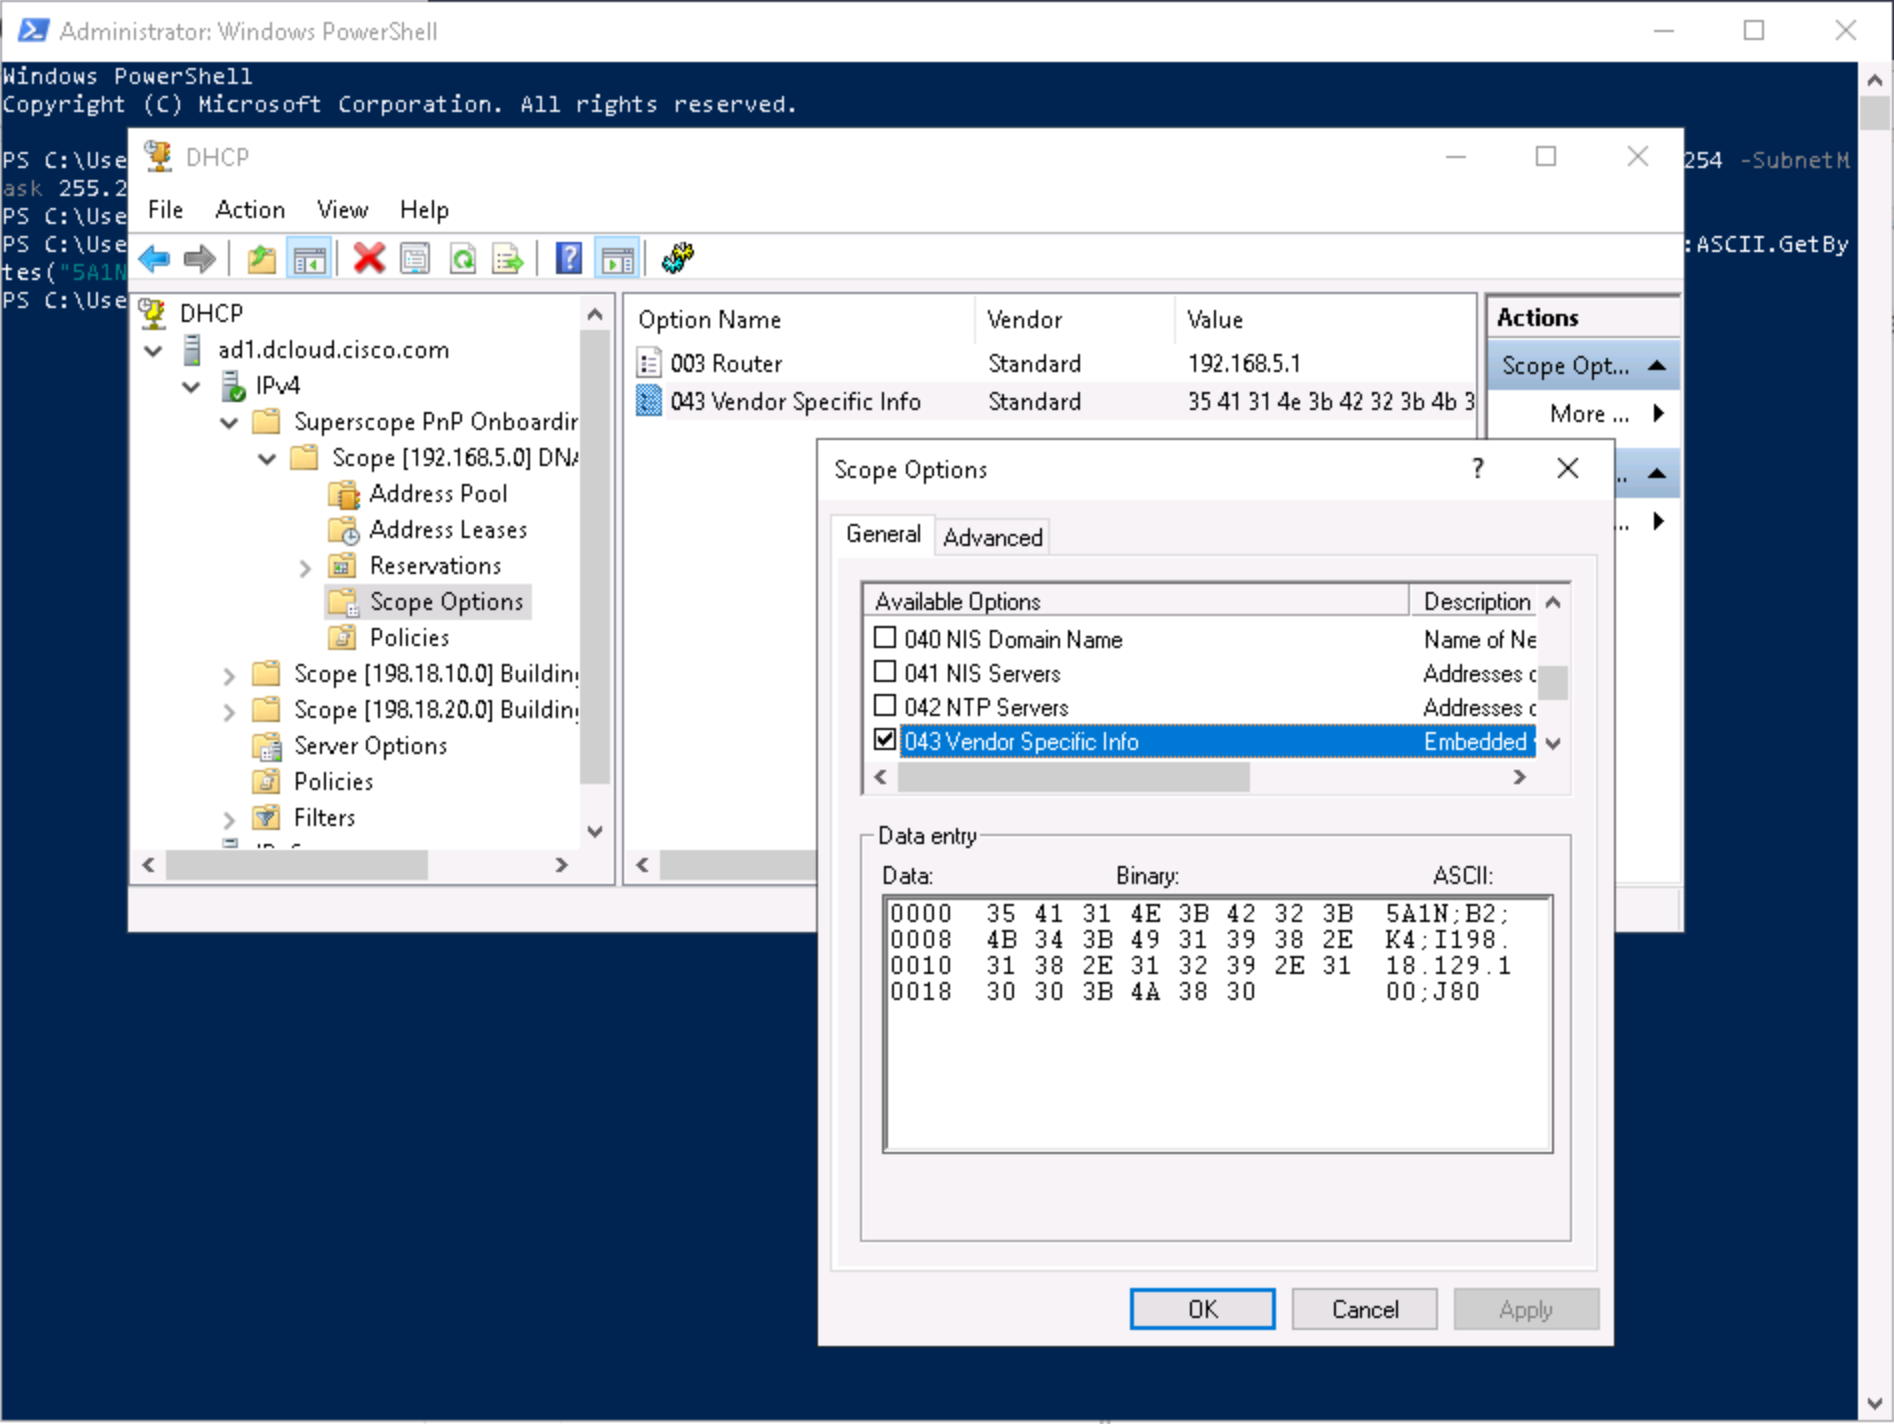 Administrator: Windows PowerShell
Windows PowerShell
Copyright (C) Microsoft Corporation. All rights reserved.
PS C:\Use
254 -SubnetM
ask 255.2
PS C:\Use
PS C:\Use
:ASCII.GetBy
tes("5A1N
PS C:\Use
DHCP
File Action View Help
DHCP
ad1.dcloud.cisco.com
IPv4
Superscope PnP Onboardin
Scope [192.168.5.0] DNA
Address Pool
Address Leases
Reservations
Scope Options
Policies
Scope [198.18.10.0] Building
Scope [198.18.20.0] Building
Server Options
Policies
Filters
Option Name Vendor Value
003 Router Standard 192.168.5.1
043 Vendor Specific Info Standard 35 41 31 4e 3b 42 32 3b 4b 3
Actions
Scope Opt...
More ...
Scope Options
General Advanced
Available Options Description
040 NIS Domain Name Name of Ne
041 NIS Servers Addresses
042 NTP Servers Addresses
043 Vendor Specific Info Embedded
Data entry
Data: Binary: ASCII:
0000 35 41 31 4E 3B 42 32 3B 5A1N;B2;
0008 4B 34 3B 49 31 39 38 2E K4;I198.
0010 31 38 2E 31 32 39 2E 31 18.129.1
0018 30 30 3B 4A 38 30 00;J80
OK Cancel Apply